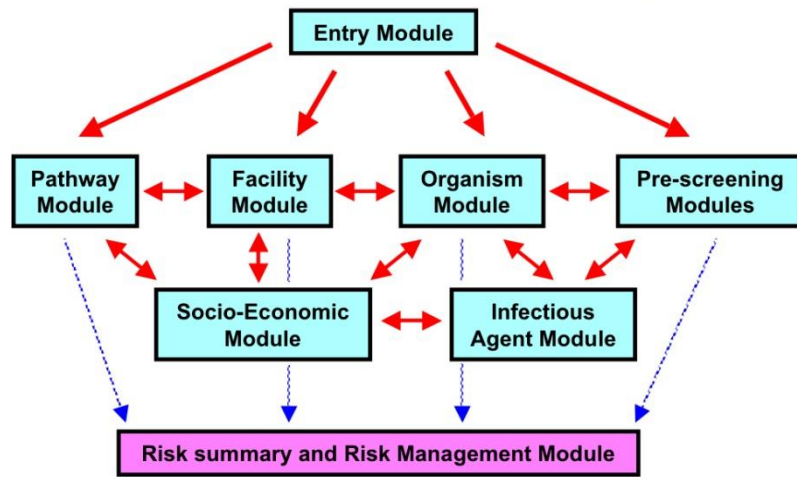 Entry Module
Pathway
Module
Facility
Module
Organism
Module
Pre-screening
Modules
Socio-Economic
Module
Infectious
Agent Module
Risk summary and Risk Management Module